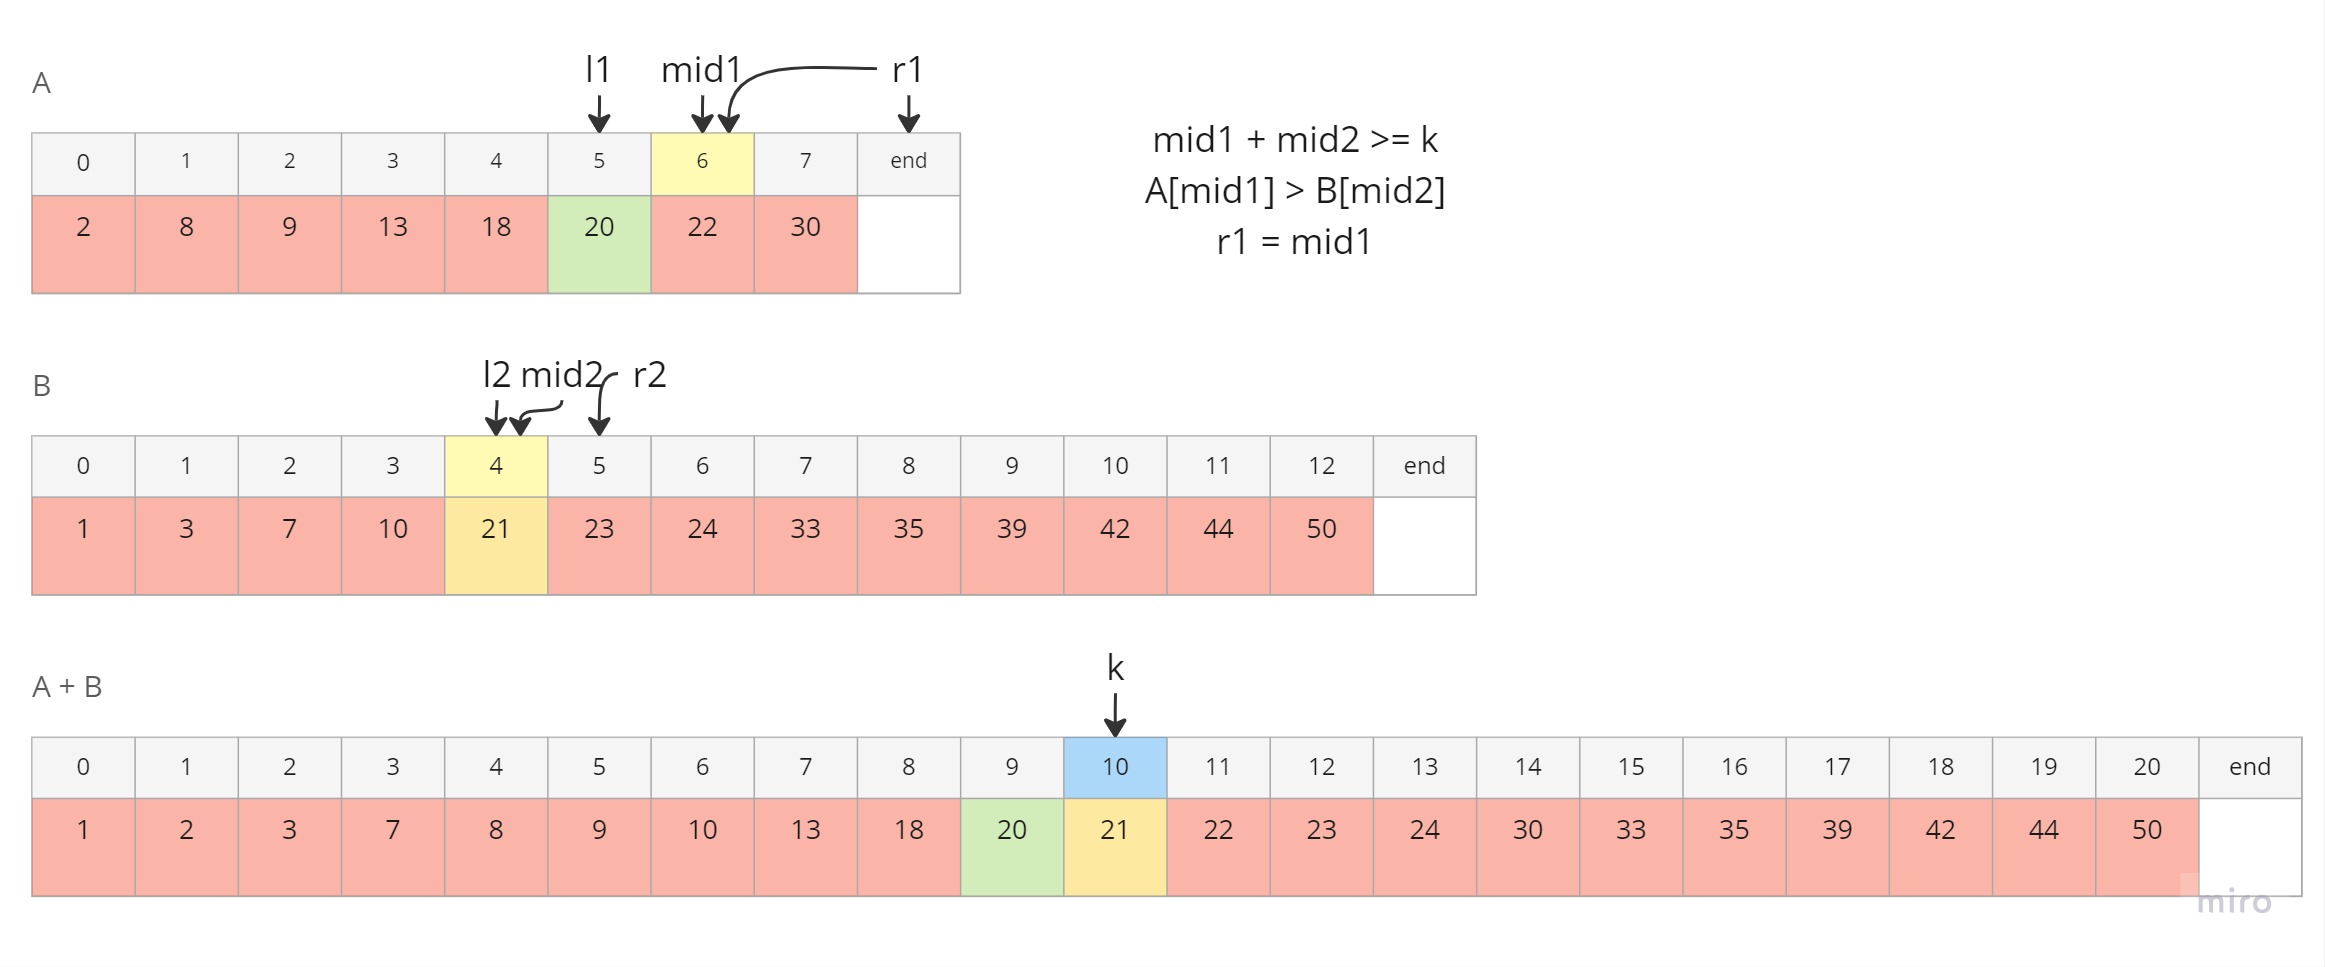 l1 mid1 r1
A
0 1 2 3 4 5 6 7 end
2 8 9 13 18 20 22 30
mid1 + mid2 >= k
A[mid1] > B[mid2]
r1 = mid1
l2 mid2 r2
B
0 1 2 3 4 5 6 7 8 9 10 11 12 end
1 3 7 10 21 23 24 33 35 39 42 44 50
k
A + B
0 1 2 3 4 5 6 7 8 9 10 11 12 13 14 15 16 17 18 19 20 end
1 2 3 7 8 9 10 13 18 20 21 22 23 24 30 33 35 39 42 44 50
miro